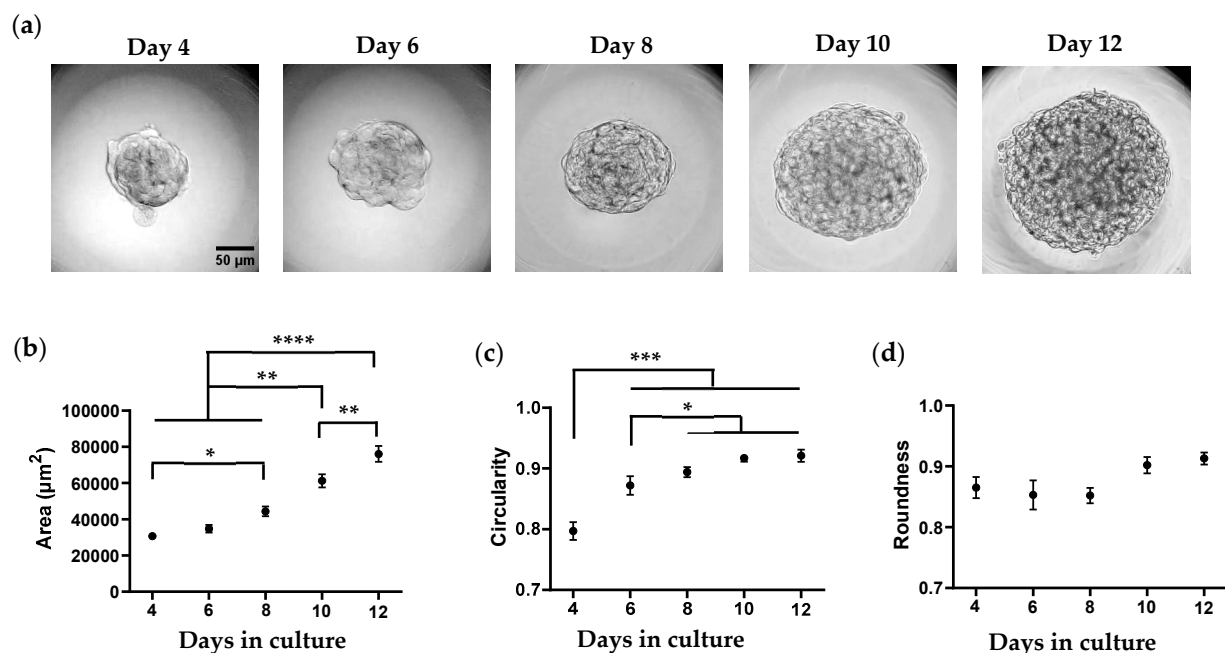 (a)
Day 4 Day 6 Day 8 Day 10 Day 12
50 µm
(b)
****
**
**
*
100000
80000
60000
40000
20000
0
Area (µm²)
4 6 8 10 12
Days in culture
(c)
***
*
1.0
0.9
0.8
0.7
Circularity
4 6 8 10 12
Days in culture
(d)
1.0
0.9
0.8
0.7
Roundness
4 6 8 10 12
Days in culture